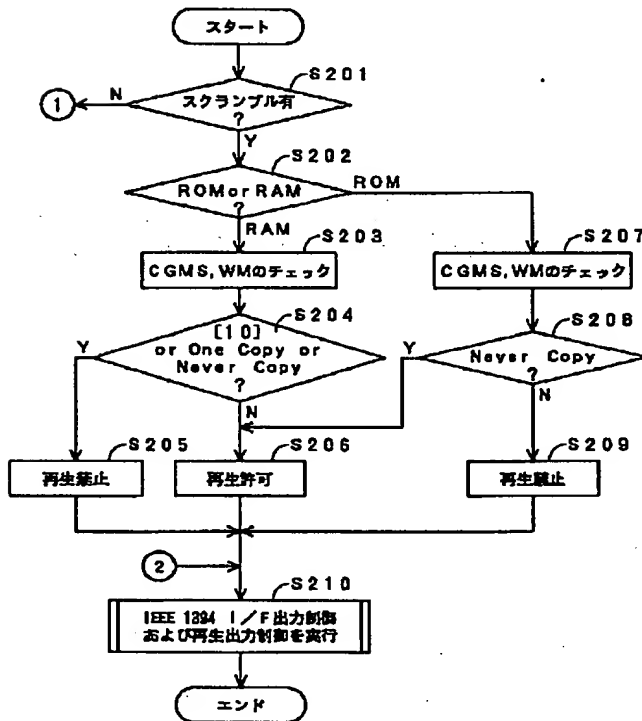 スタート
S201
スクランブル有
?
N
1
Y
S202
ROMorRAM
?
ROM
RAM
S203
CGMS,WMのチェック
S207
CGMS,WMのチェック
S204
[10]
or One Copy or
Never Copy
?
Y
N
S208
Never Copy
?
Y
N
S205
再生禁止
S206
再生許可
S209
再生禁止
2
S210
IEEE 1394 I/F出力制御
および再生出力制御を実行
エンド